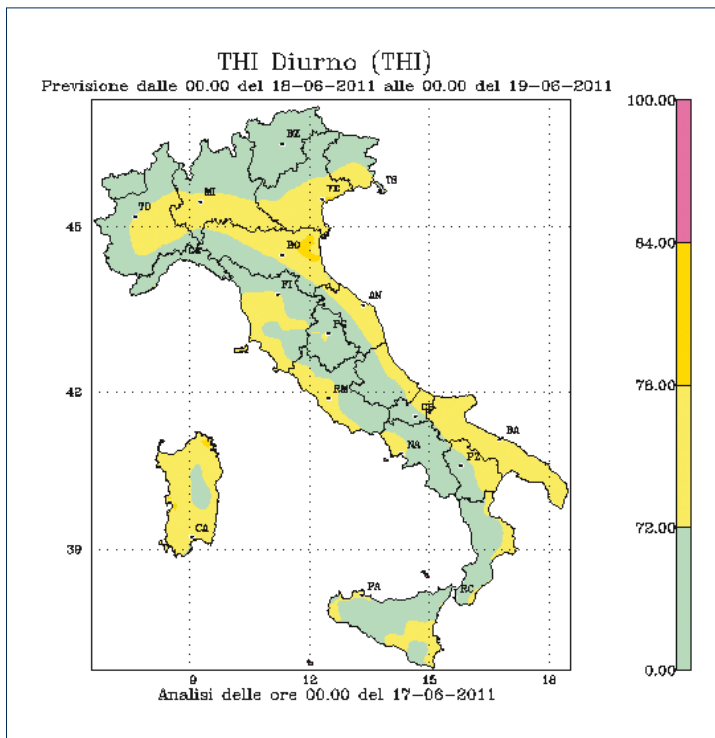 THI Diurno (THI)
Previsione dalle 00.00 del 18-06-2011 alle 00.00 del 19-06-2011
100.00
BZ
TS
VE
MI
TO
45
84.00
BO
GE
FI
AN
PG
42
78.00
RM
CB
BA
NA
PZ
72.00
CA
39
PA
RC
0.00
9
12
15
18
Analisi delle ore 00.00 del 17-06-2011